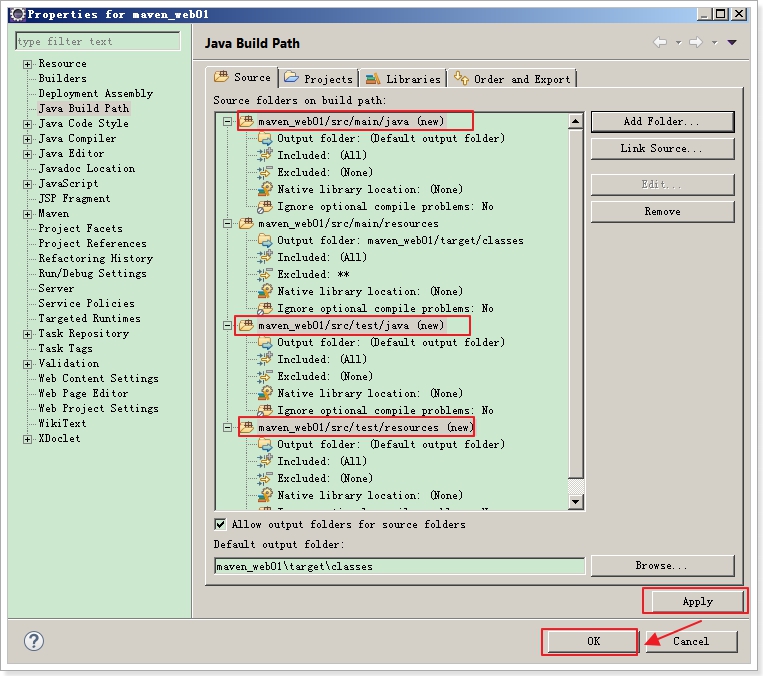 Properties for maven_web01
type filter text
Resource
Builders
Deployment Assembly
Java Build Path
Java Code Style
Java Compiler
Java Editor
Javadoc Location
JavaScript
JSP Fragment
Maven
Project Facets
Project References
Refactoring History
Run/Debug Settings
Server
Service Policies
Targeted Runtimes
Task Repository
Task Tags
Validation
Web Content Settings
Web Page Editor
Web Project Settings
WikiText
XDoclet
Java Build Path
Source Projects Libraries Order and Export
Source folders on build path:
maven_web01/src/main/java (new)
Output folder: (Default output folder)
Included: (All)
Excluded: (None)
Native library location: (None)
Ignore optional compile problems: No
maven_web01/src/main/resources
Output folder: maven_web01/target/classes
Included: (All)
Excluded: **
Native library location: (None)
Ignore optional compile problems: No
maven_web01/src/test/java (new)
Output folder: (Default output folder)
Included: (All)
Excluded: (None)
Native library location: (None)
Ignore optional compile problems: No
maven_web01/src/test/resources (new)
Output folder: (Default output folder)
Included: (All)
Excluded: (None)
Native library location: (None)
Add Folder...
Link Source...
Edit...
Remove
Allow output folders for source folders
Default output folder:
maven_web01\target\classes
Browse...
Apply
OK
Cancel